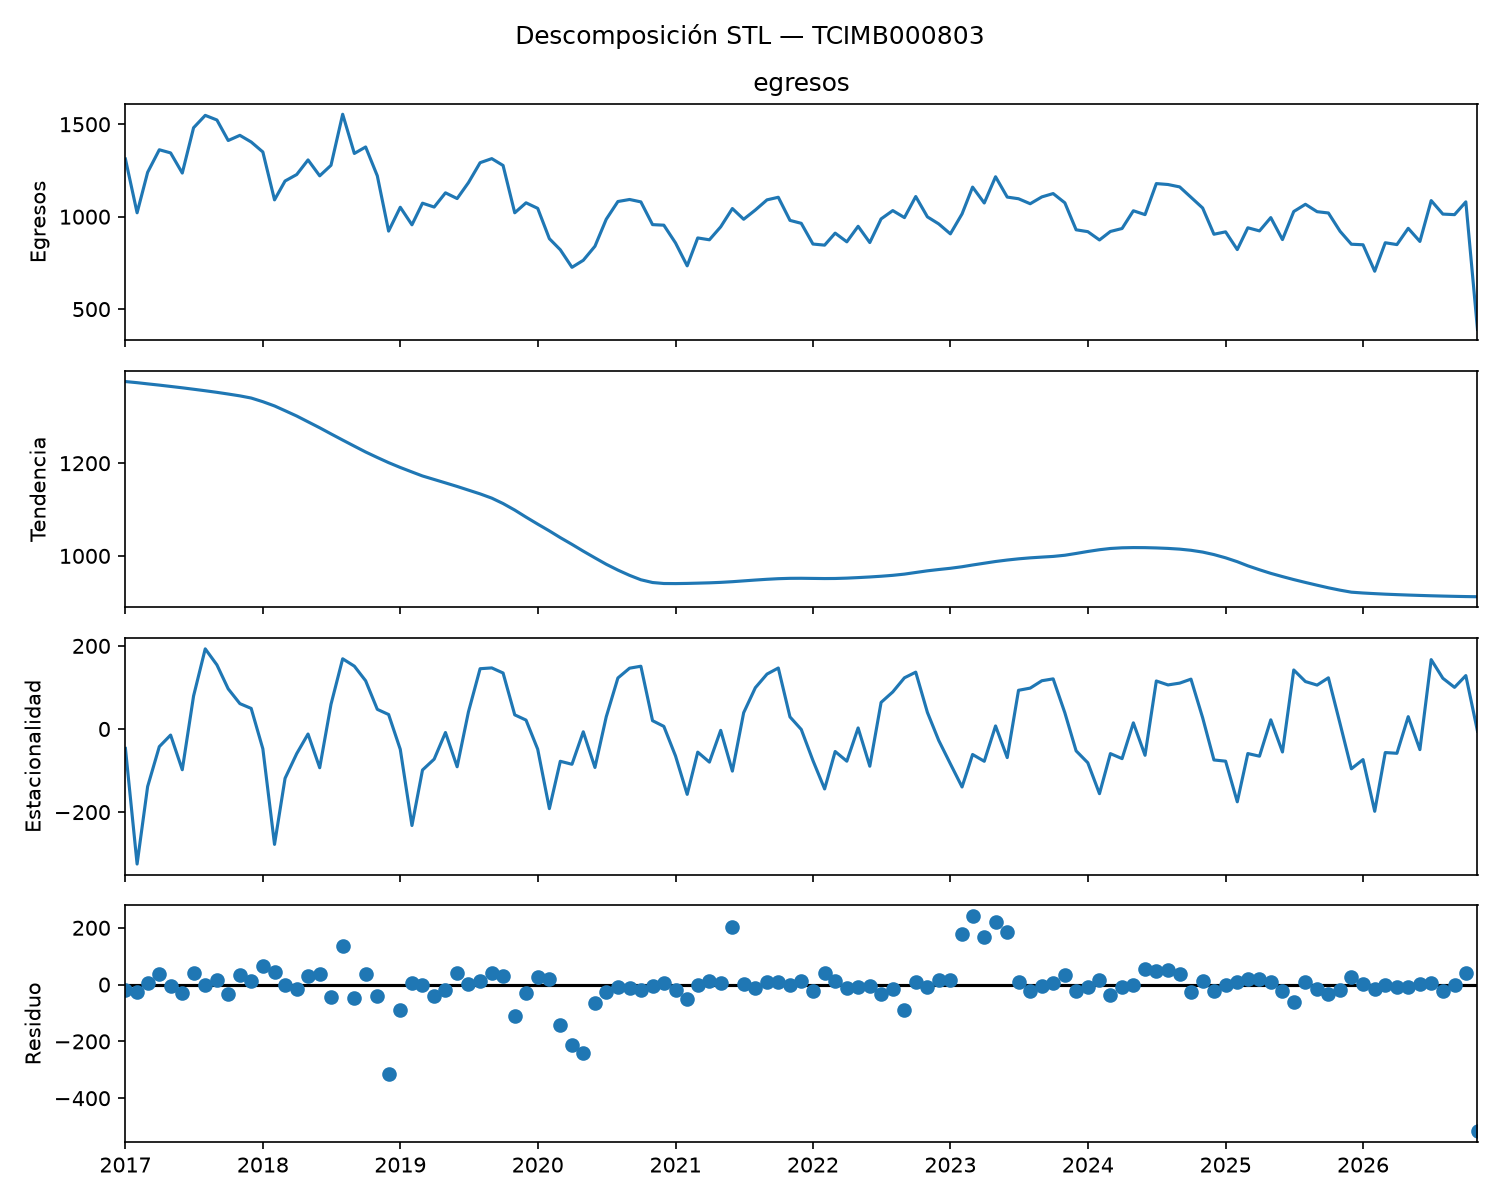 Descomposición STL — TCIMB000803
egresos
Egresos
1500
1000
500
Tendencia
1200
1000
Estacionalidad
200
0
−200
Residuo
200
0
−200
−400
2017 2018 2019 2020 2021 2022 2023 2024 2025 2026